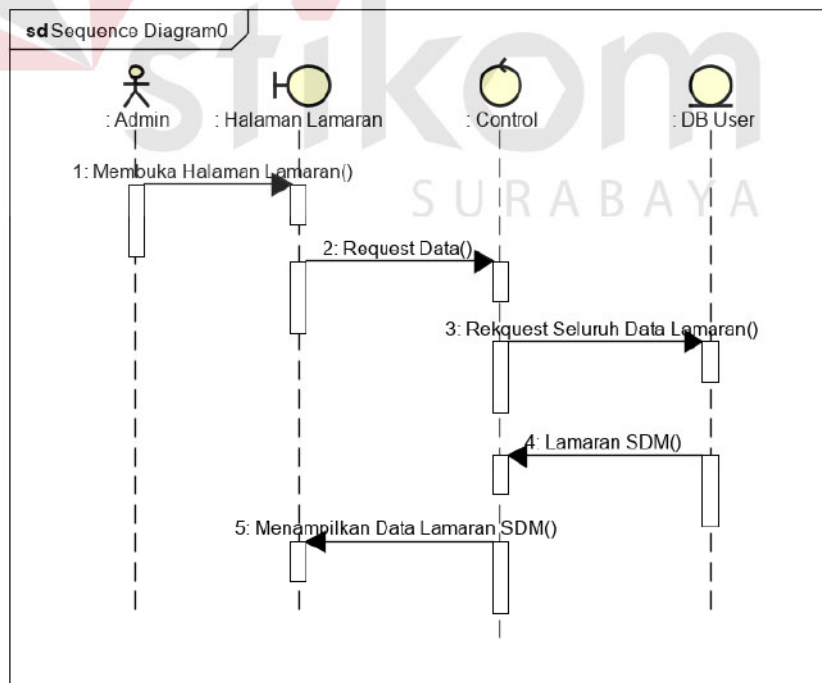 sd Sequence Diagram0
stikom
SURABAYA
: Admin
: Halaman Lamaran
: Control
: DB User
1: Membuka Halaman Lamaran()
2: Request Data()
3: Rekquest Seluruh Data Lamaran()
4: Lamaran SDM()
5: Menampilkan Data Lamaran SDM()